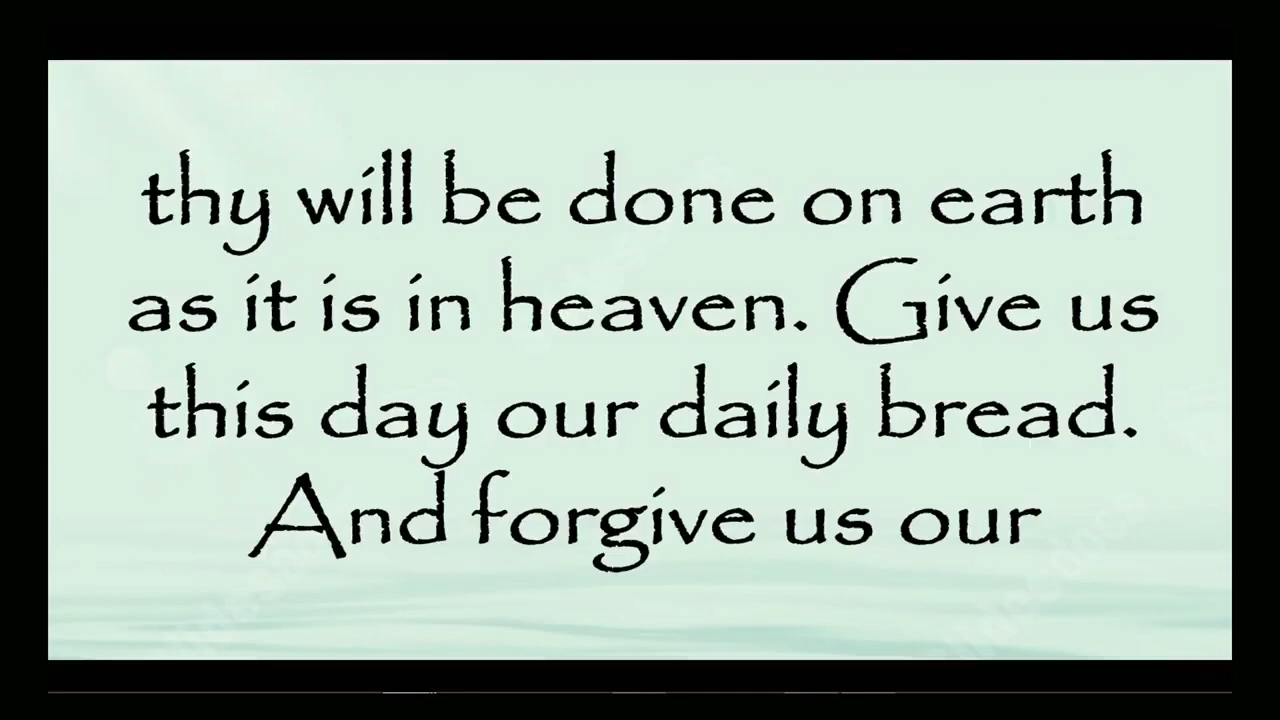 thy will be done on earth
as it is in heaven. Give us
this day our daily bread.
And forgive us our